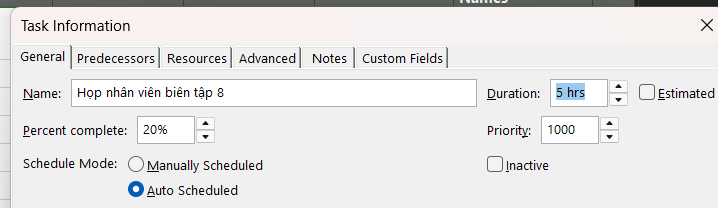 Names
Task Information
General Predecessors Resources Advanced Notes Custom Fields
Name: Họp nhân viên biên tập 8 Duration: 5 hrs Estimated
Percent complete: 20% Priority: 1000
Schedule Mode: Manually Scheduled Inactive
Auto Scheduled